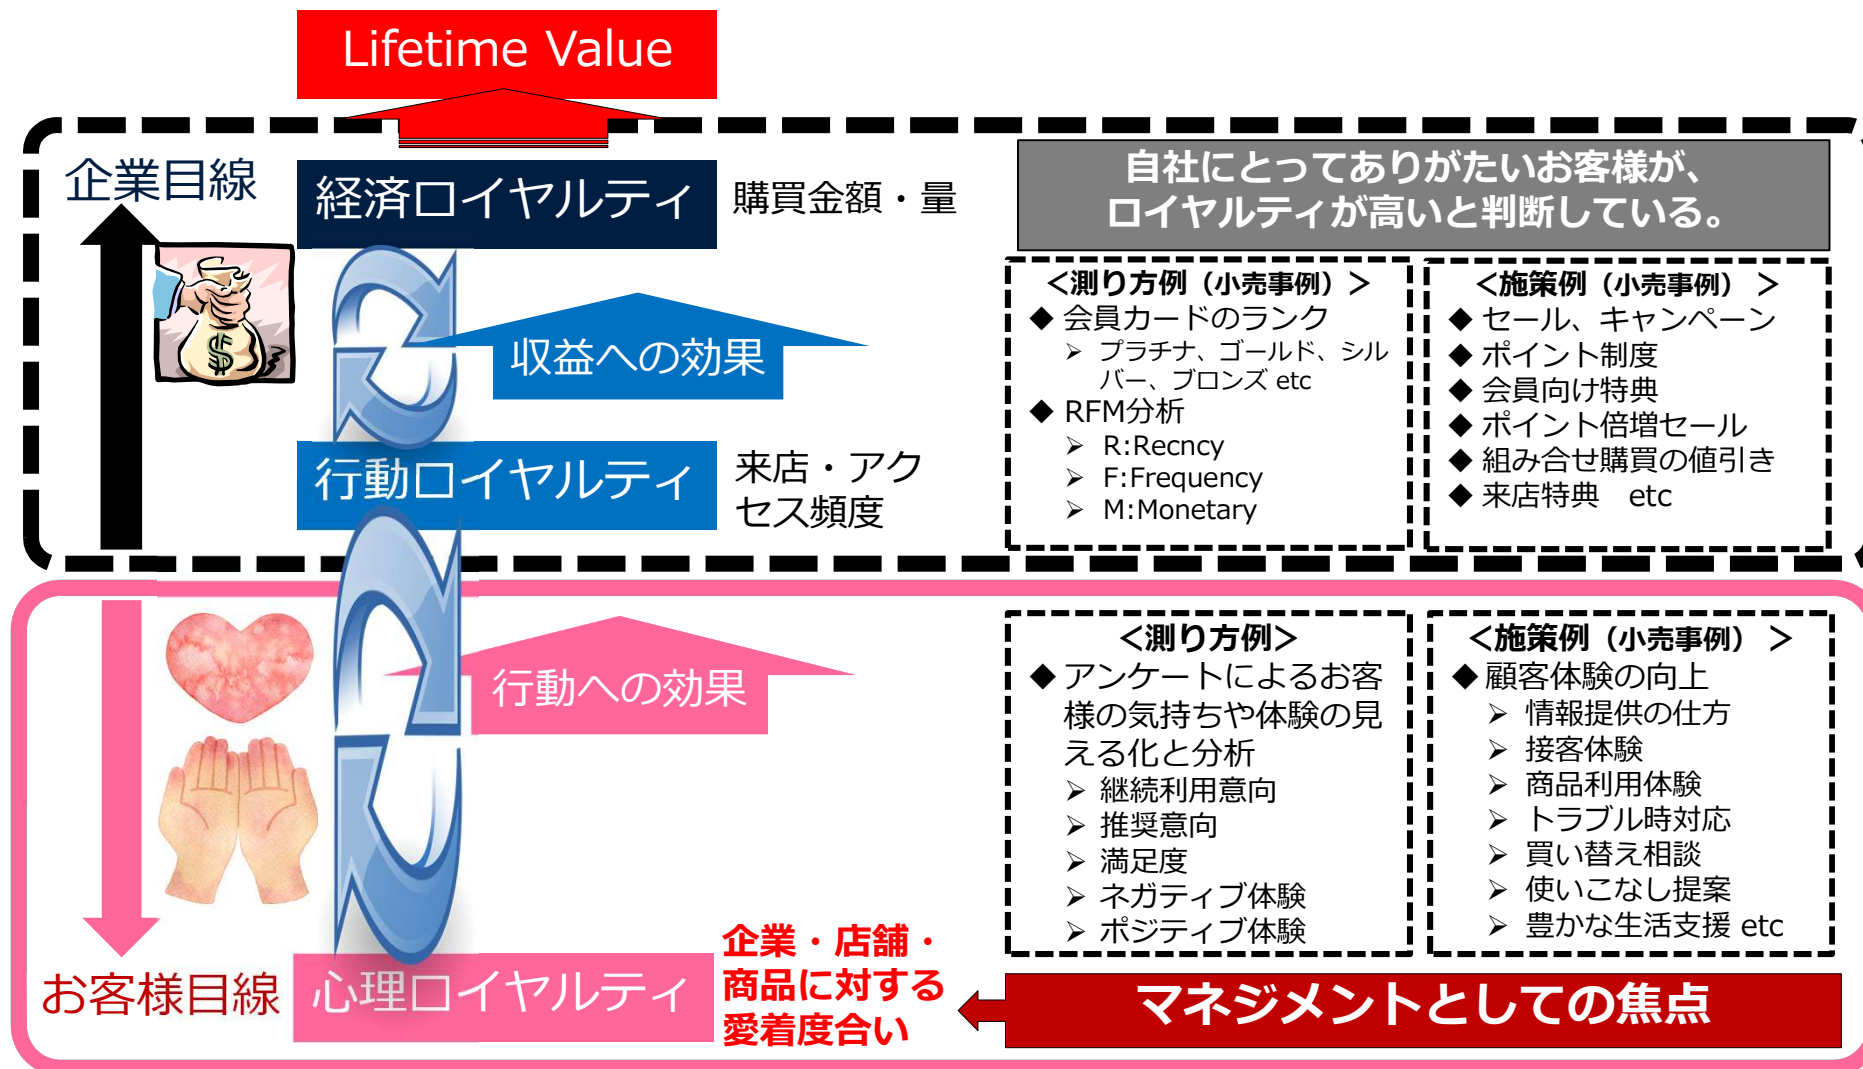 Lifetime Value
企業目線
経済ロイヤルティ
購買金額・量
自社にとってありがたいお客様が、
ロイヤルティが高いと判断している。
収益への効果
$
行動ロイヤルティ
来店・アク
セス頻度
＜測り方例（小売事例）＞
◆ 会員カードのランク
➢ プラチナ、ゴールド、シル
バー、ブロンズ etc
◆ RFM分析
➢ R:Recncy
➢ F:Frequency
➢ M:Monetary
＜施策例（小売事例）＞
◆ セール、キャンペーン
◆ ポイント制度
◆ 会員向け特典
◆ ポイント倍増セール
◆ 組み合せ購買の値引き
◆ 来店特典　etc
行動への効果
お客様目線
心理ロイヤルティ
企業・店舗・
商品に対する
愛着度合い
＜測り方例＞
◆ アンケートによるお客
様の気持ちや体験の見
える化と分析
➢ 継続利用意向
➢ 推奨意向
➢ 満足度
➢ ネガティブ体験
➢ ポジティブ体験
＜施策例（小売事例）＞
◆ 顧客体験の向上
➢ 情報提供の仕方
➢ 接客体験
➢ 商品利用体験
➢ トラブル時対応
➢ 買い替え相談
➢ 使いこなし提案
➢ 豊かな生活支援 etc
マネジメントとしての焦点